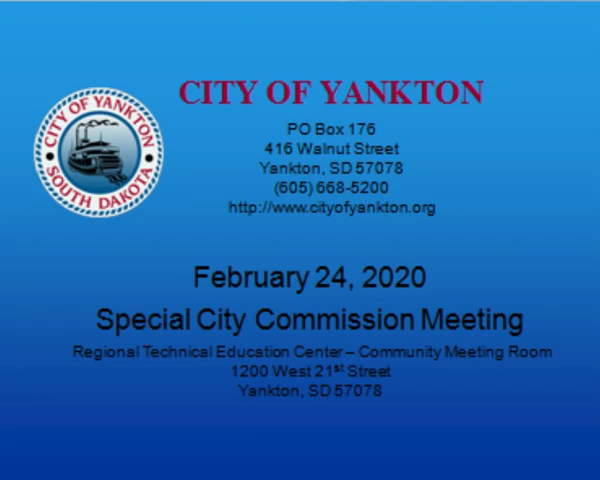 CITY OF YANKTON
SOUTH DAKOTA
CITY OF YANKTON
PO Box 176
416 Walnut Street
Yankton, SD 57078
(605) 668-5200
http://www.cityofyankton.org
February 24, 2020
Special City Commission Meeting
Regional Technical Education Center – Community Meeting Room
1200 West 21st Street
Yankton, SD 57078